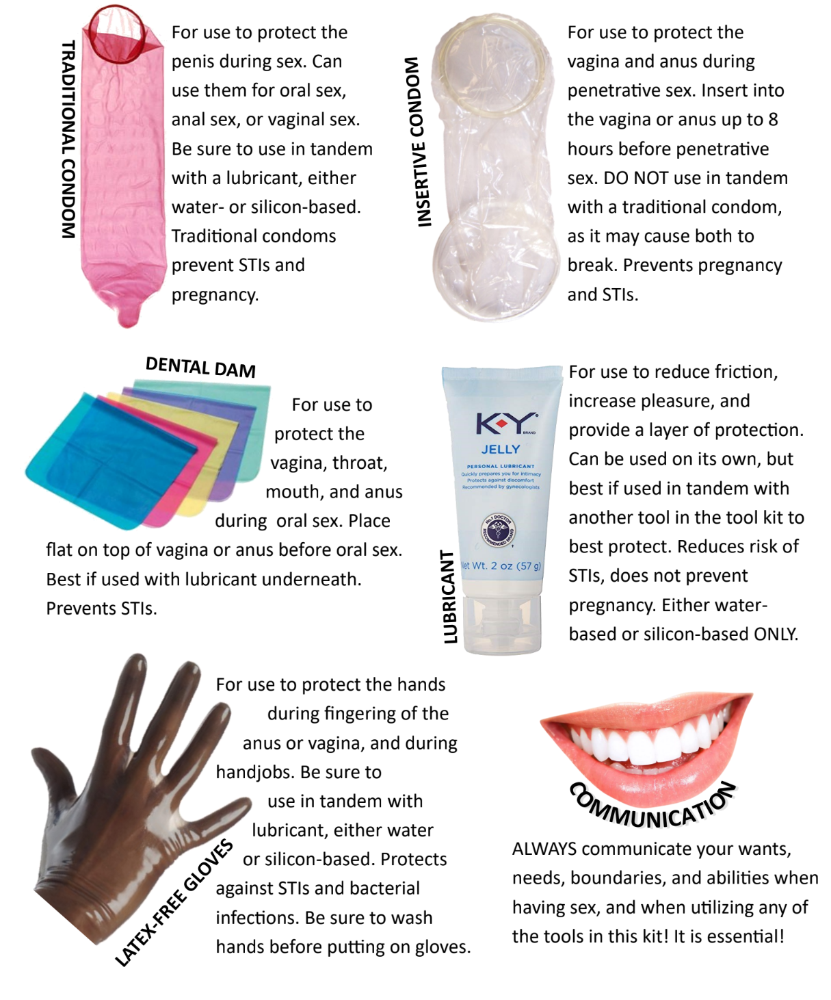 TRADITIONAL CONDOM
For use to protect the
penis during sex. Can
use them for oral sex,
anal sex, or vaginal sex.
Be sure to use in tandem
with a lubricant, either
water- or silicon-based.
Traditional condoms
prevent STIs and
pregnancy.
INSERTIVE CONDOM
For use to protect the
vagina and anus during
penetrative sex. Insert into
the vagina or anus up to 8
hours before penetrative
sex. DO NOT use in tandem
with a traditional condom,
as it may cause both to
break. Prevents pregnancy
and STIs.
DENTAL DAM
For use to
protect the
vagina, throat,
mouth, and anus
during oral sex. Place
flat on top of vagina or anus before oral sex.
Best if used with lubricant underneath.
Prevents STIs.
LUBRICANT
K-Y®
BRAND
JELLY
PERSONAL LUBRICANT
Quickly prepares you for intimacy
Protects against discomfort
Recommended by gynecologists
No.1 DOCTOR
RECOMMENDED BRAND
†
Net Wt. 2 oz (57 g)
For use to reduce friction,
increase pleasure, and
provide a layer of protection.
Can be used on its own, but
best if used in tandem with
another tool in the tool kit to
best protect. Reduces risk of
STIs, does not prevent
pregnancy. Either water-
based or silicon-based ONLY.
LATEX-FREE GLOVES
For use to protect the hands
during fingering of the
anus or vagina, and during
handjobs. Be sure to
use in tandem with
lubricant, either water
or silicon-based. Protects
against STIs and bacterial
infections. Be sure to wash
hands before putting on gloves.
COMMUNICATION
ALWAYS communicate your wants,
needs, boundaries, and abilities when
having sex, and when utilizing any of
the tools in this kit! It is essential!